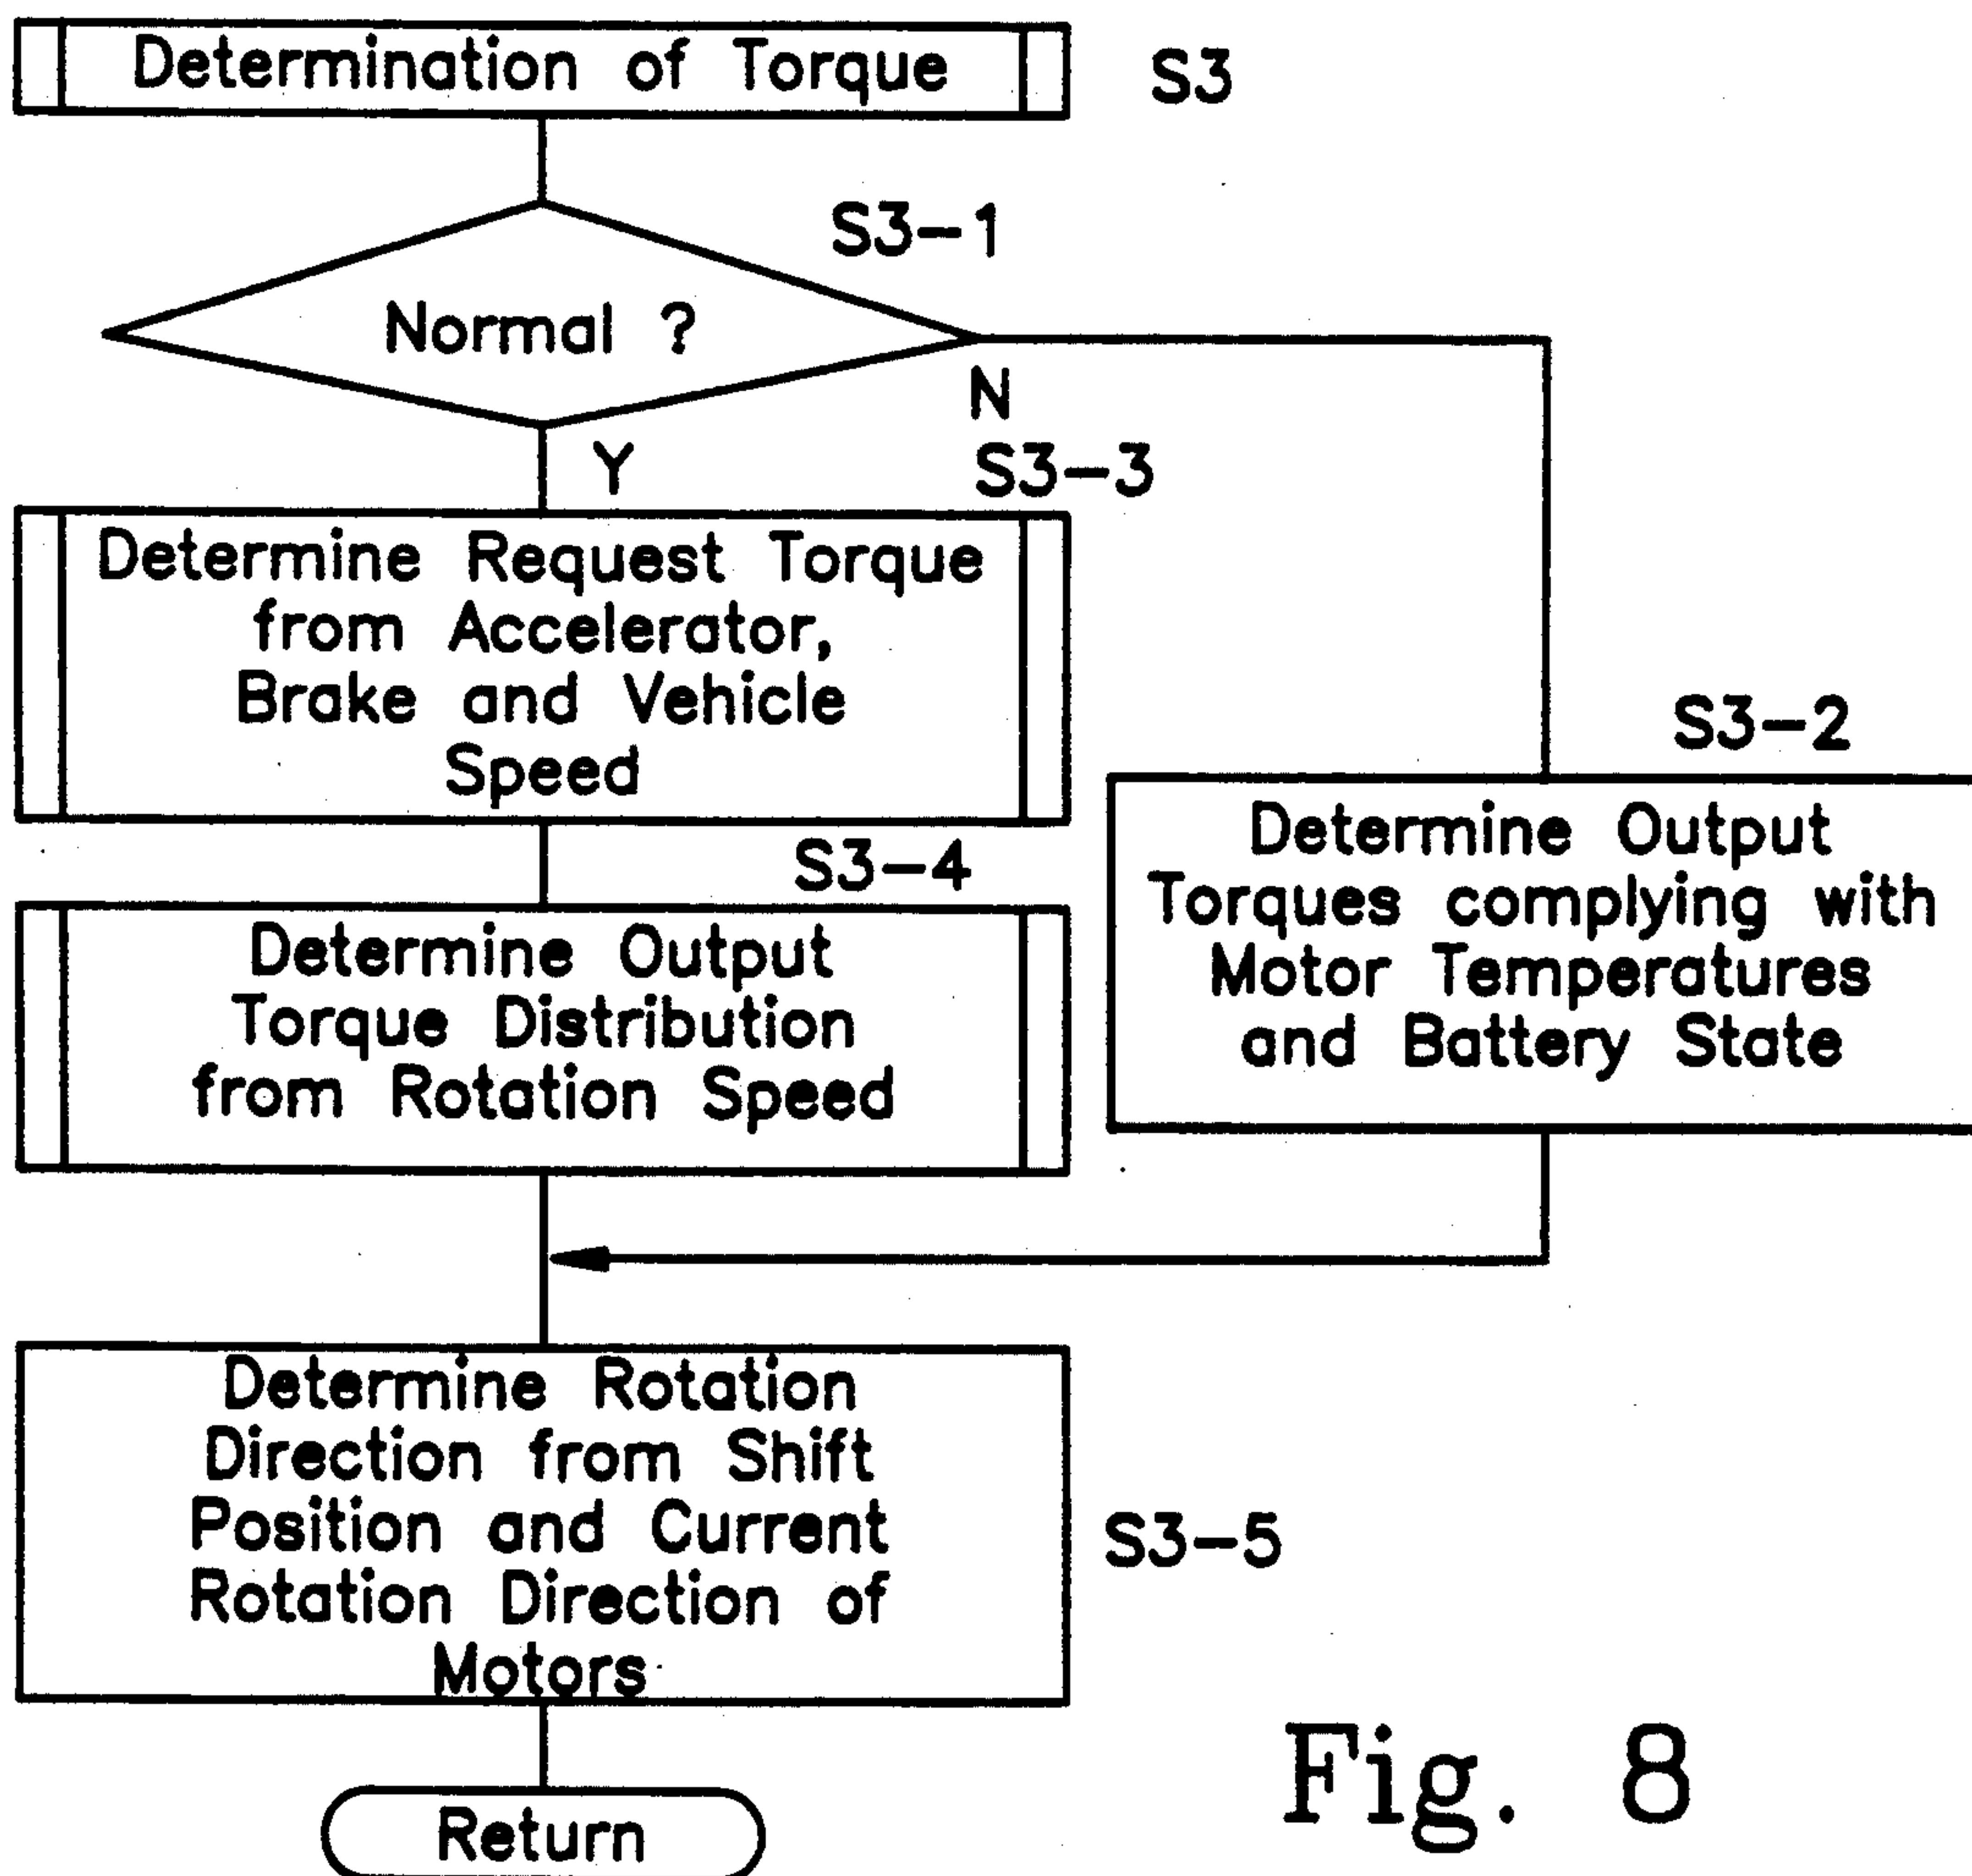 Determination of Torque
S3
S3-1
Normal ?
N
Y
S3-3
Determine Request Torque
from Accelerator,
Brake and Vehicle
Speed
S3-2
Determine Output
Torques complying with
Motor Temperatures
and Battery State
S3-4
Determine Output
Torque Distribution
from Rotation Speed
Determine Rotation
Direction from Shift
Position and Current
Rotation Direction of
Motors
S3-5
Return
Fig. 8